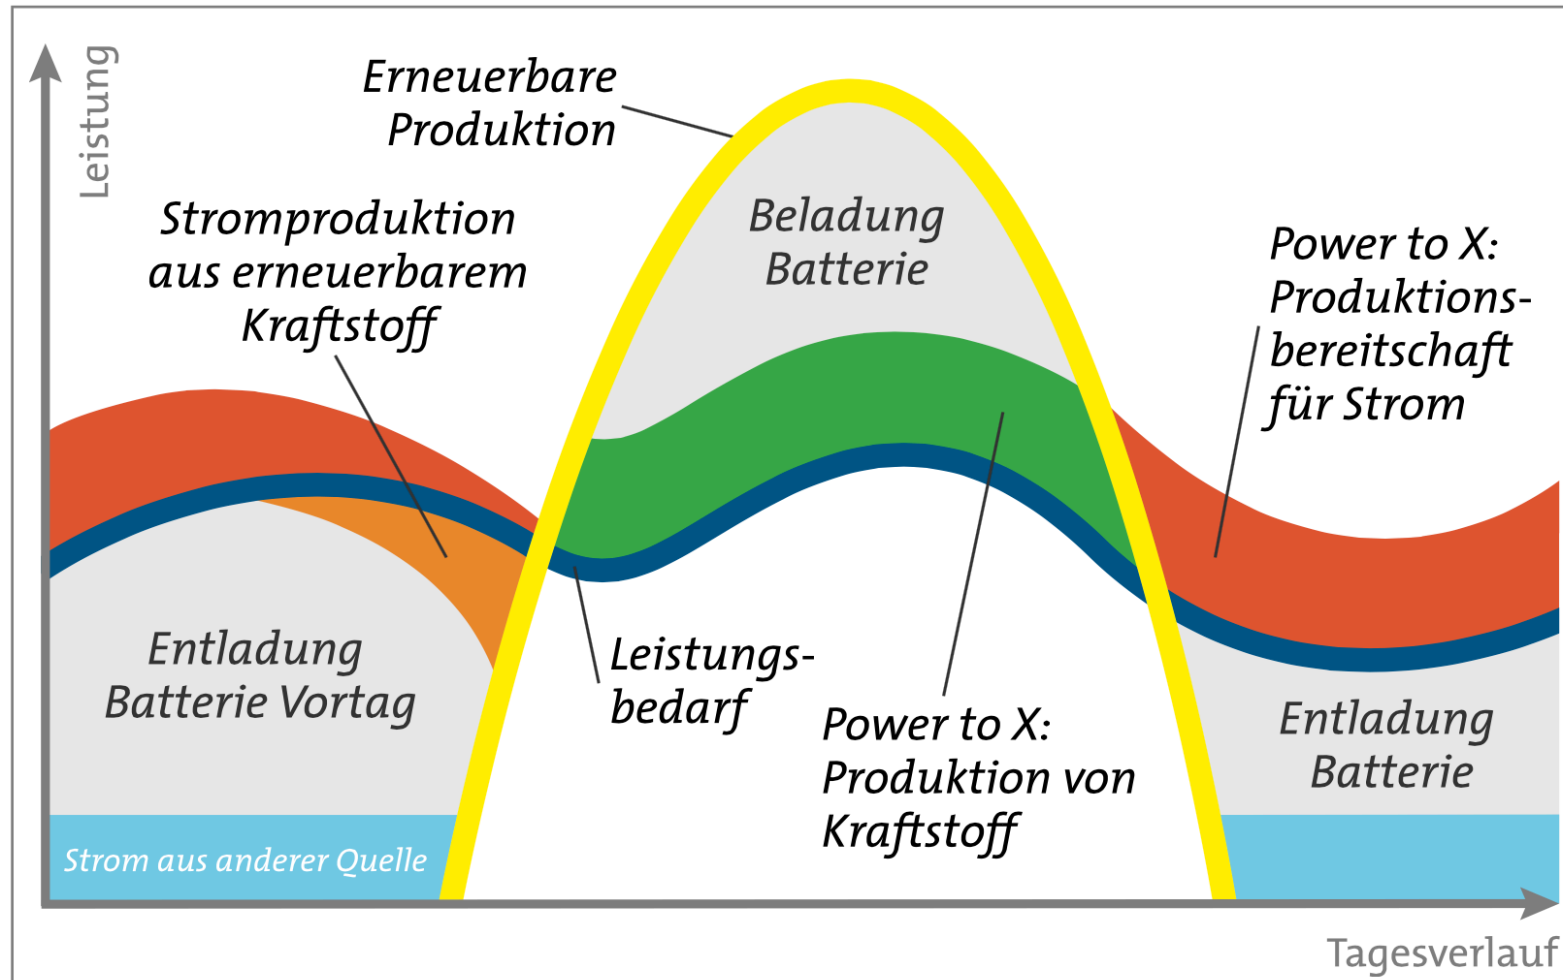 Leistung
Erneuerbare
Produktion
Stromproduktion
aus erneuerbarem
Kraftstoff
Beladung
Batterie
Power to X:
Produktions-
bereitschaft
für Strom
Entladung
Batterie Vortag
Leistungs-
bedarf
Power to X:
Produktion von
Kraftstoff
Entladung
Batterie
Strom aus anderer Quelle
Tagesverlauf